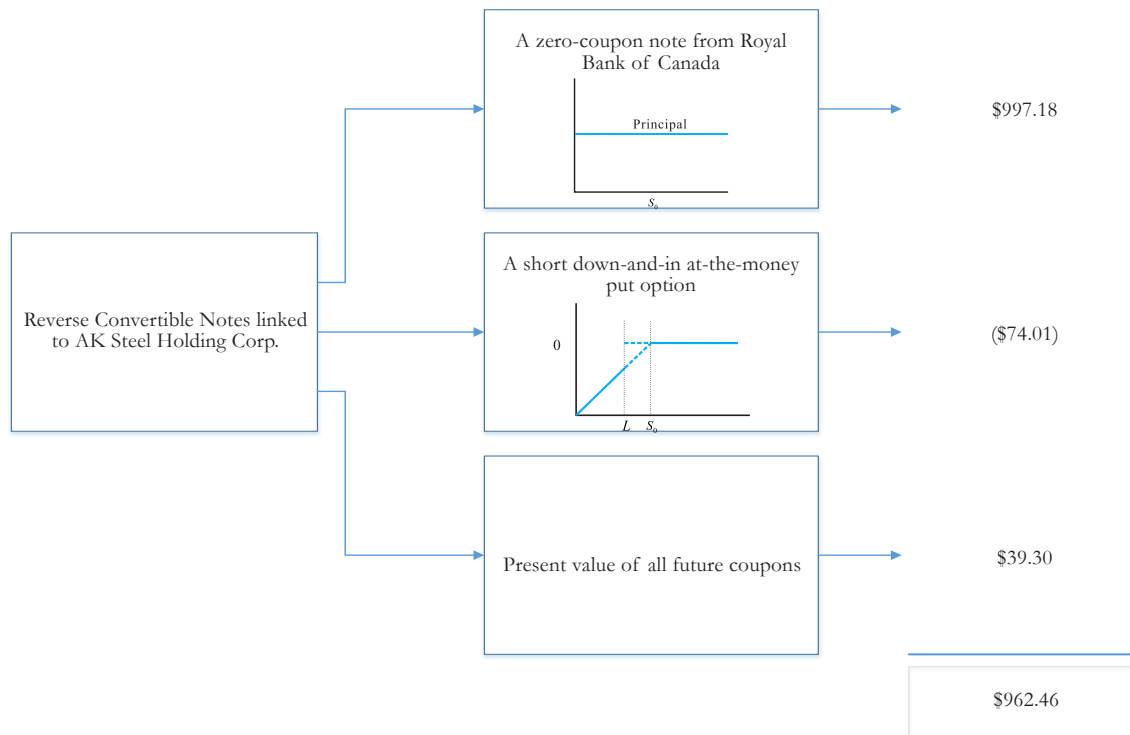 A zero-coupon note from Royal
Bank of Canada
Principal
S₀
$997.18
Reverse Convertible Notes linked
to AK Steel Holding Corp.
A short down-and-in at-the-money
put option
0
L S₀
($74.01)
Present value of all future coupons
$39.30
$962.46